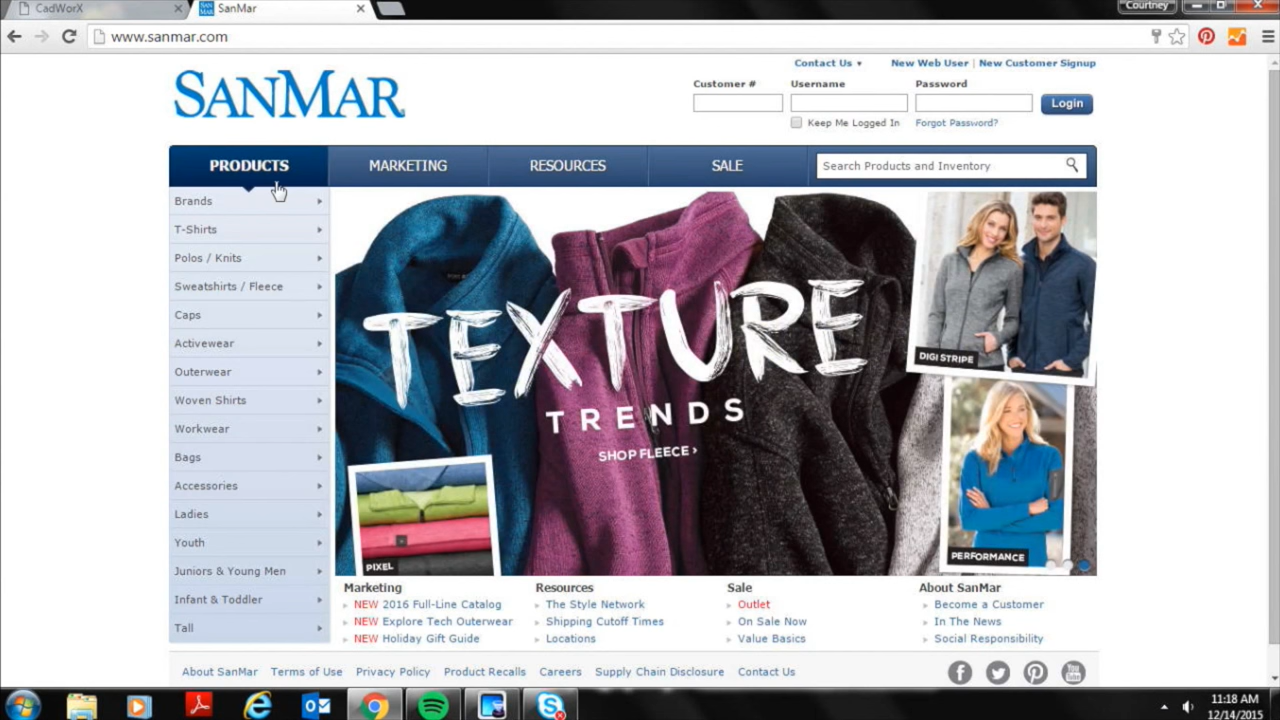 CadWorX
SanMar
Courtney
www.sanmar.com
SANMAR
Contact Us
New Web User | New Customer Signup
Customer #
Username
Password
Login
Keep Me Logged In
Forgot Password?
PRODUCTS
MARKETING
RESOURCES
SALE
Search Products and Inventory
Brands
T-Shirts
Polos / Knits
Sweatshirts / Fleece
Caps
Activewear
Outerwear
Woven Shirts
Workwear
Bags
Accessories
Ladies
Youth
Juniors & Young Men
Infant & Toddler
Tall
TEXTURE
TRENDS
SHOP FLEECE >
DIGI STRIPE
PIXEL
PERFORMANCE
Marketing
NEW 2016 Full-Line Catalog
NEW Explore Tech Outerwear
NEW Holiday Gift Guide
Resources
The Style Network
Shipping Cutoff Times
Locations
Sale
Outlet
On Sale Now
Value Basics
About SanMar
Become a Customer
In The News
Social Responsibility
About SanMar
Terms of Use
Privacy Policy
Product Recalls
Careers
Supply Chain Disclosure
Contact Us
You Tube
11:18 AM
12/14/2015